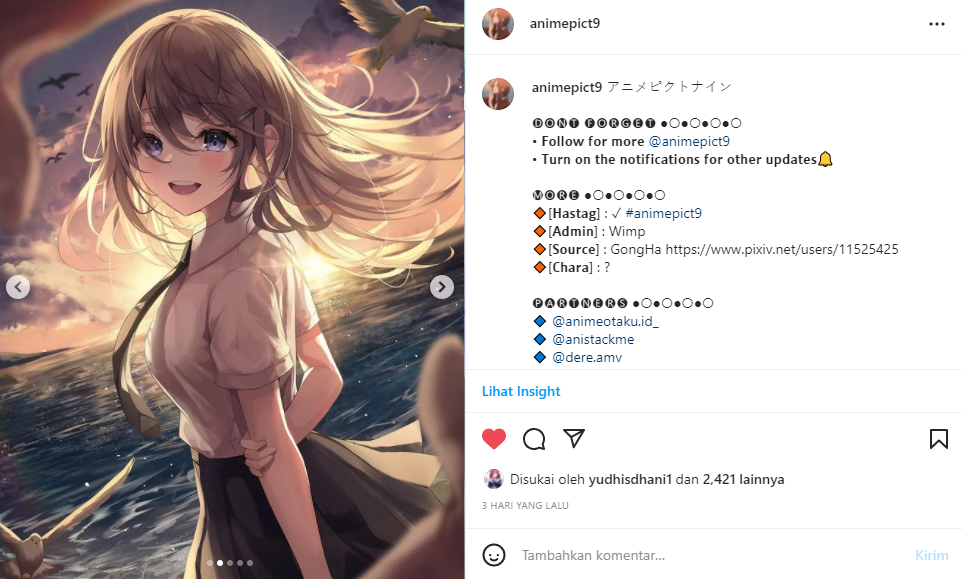 animepict9
animepict9 アニメピクトナイン
🅓🅞🅝🅣 🅕🅞🅡🅖🅔🅣 ●○●○●○●○
• Follow for more @animepict9
• Turn on the notifications for other updates🔔
🅜🅞🅡🅔 ●○●○●○●○
🔸[Hastag] : ✓ #animepict9
🔸[Admin] : Wimp
🔸[Source] : GongHa https://www.pixiv.net/users/11525425
🔸[Chara] : ?
🅟🅐🅡🅣🅝🅔🅡🅢 ●○●○●○●○
🔹 @animeotaku.id_
🔹 @anistackme
🔹 @dere.amv
Lihat Insight
Disukai oleh yudhisdhani1 dan 2,421 lainnya
3 HARI YANG LALU
Tambahkan komentar...
Kirim